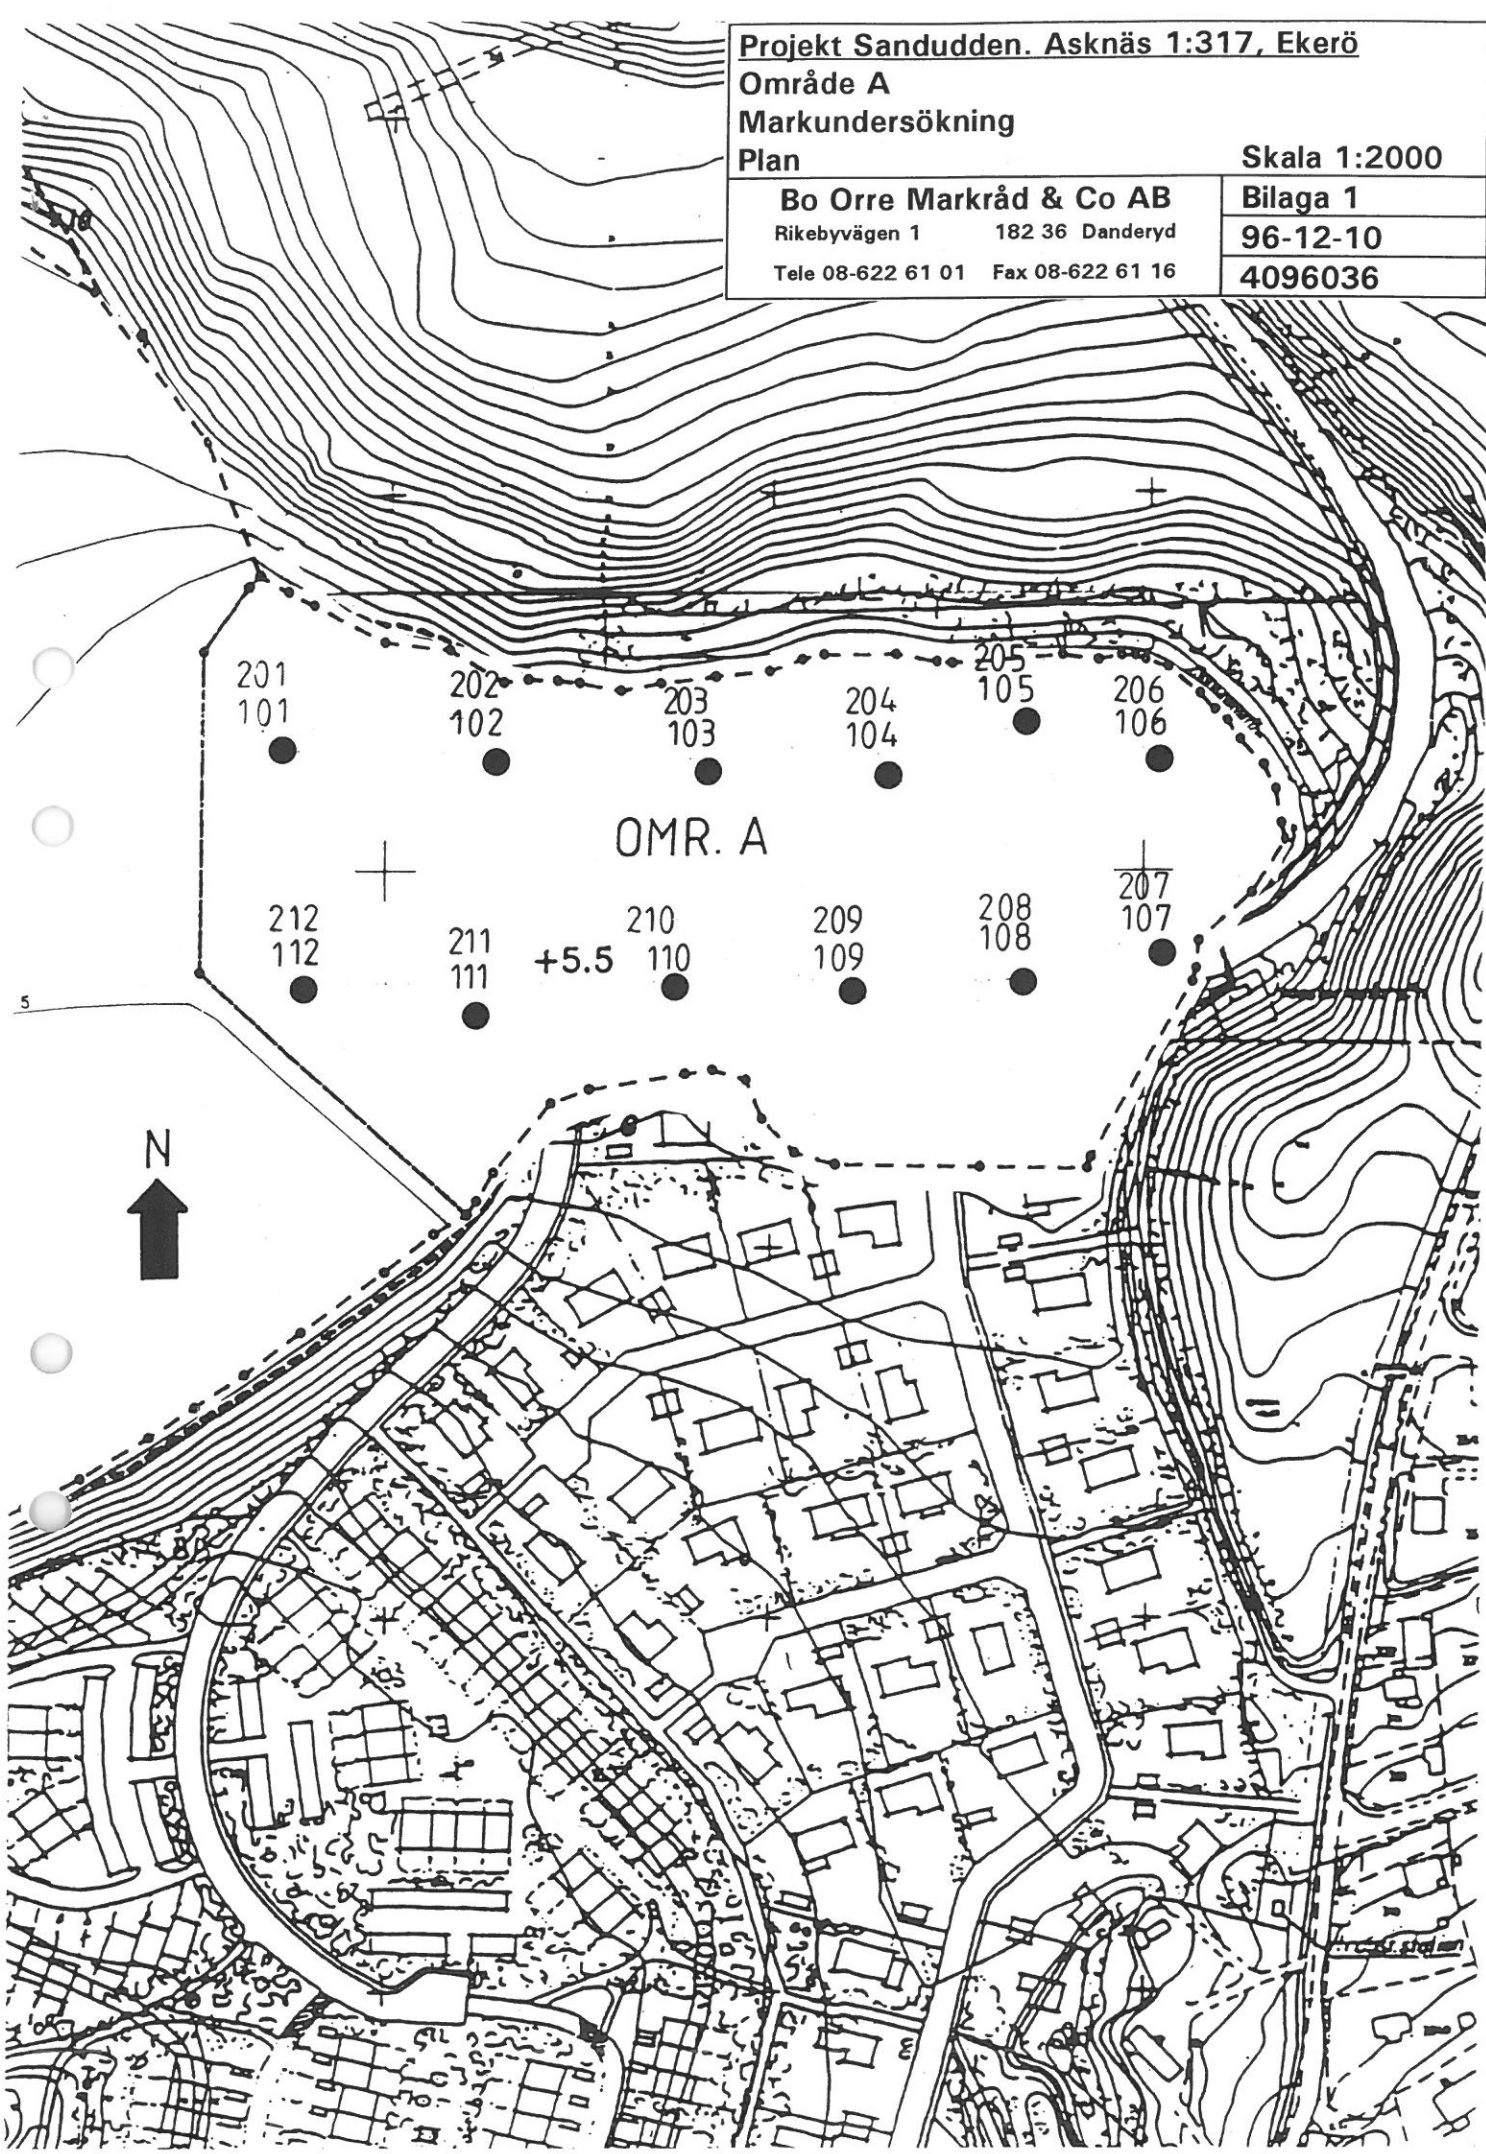 Projekt Sandudden. Asknäs 1:317, Ekerö
Område A
Markundersökning
Plan Skala 1:2000
Bo Orre Markråd & Co AB Bilaga 1
Rikebyvägen 1 182 36 Danderyd 96-12-10
Tele 08-622 61 01 Fax 08-622 61 16 4096036
201 202 203 204 205 206
101 102 103 104 105 106
OMR. A
212 211 210 209 208 207
112 111 +5.5 110 109 108 107
5
N